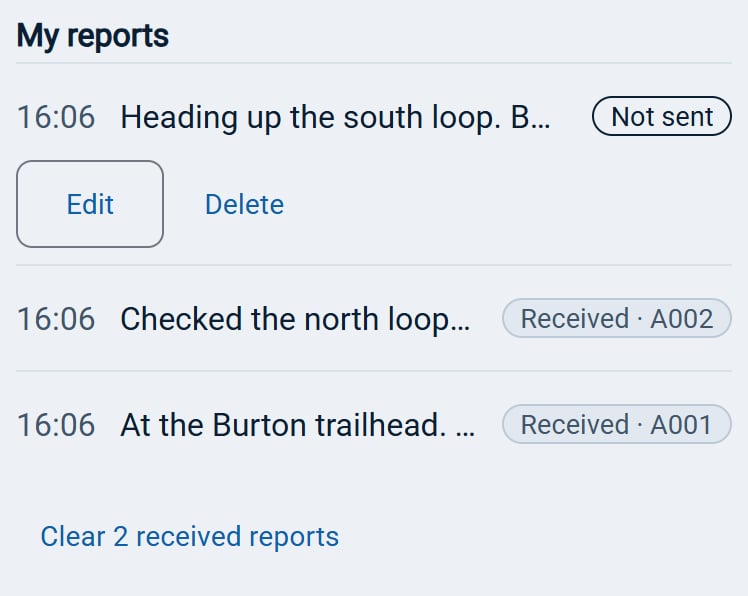 My reports
16:06 Heading up the south loop. B... Not sent
Edit Delete
16:06 Checked the north loop... Received · A002
16:06 At the Burton trailhead. ... Received · A001
Clear 2 received reports